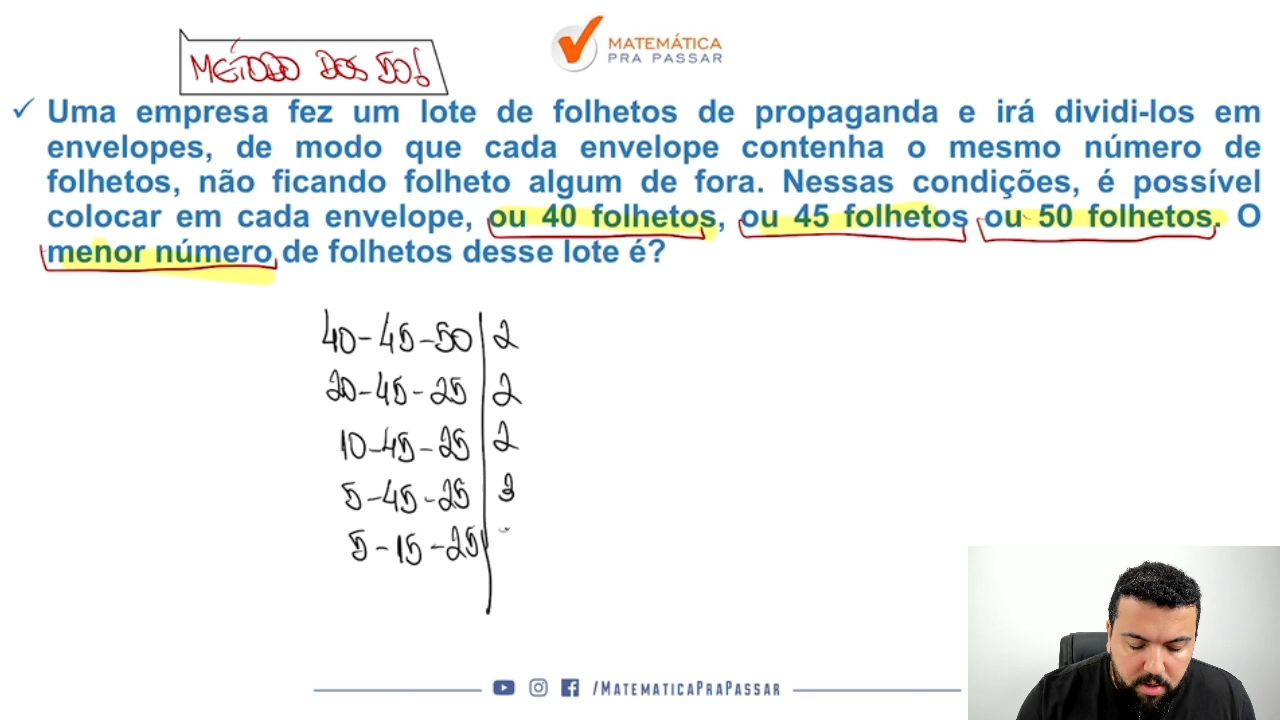 MÉTODO DOS 50!
MATEMÁTICA
PRA PASSAR
Uma empresa fez um lote de folhetos de propaganda e irá dividi-los em
envelopes, de modo que cada envelope contenha o mesmo número de
folhetos, não ficando folheto algum de fora. Nessas condições, é possível
colocar em cada envelope, ou 40 folhetos, ou 45 folhetos ou 50 folhetos. O
menor número de folhetos desse lote é?
40-45-50 2
20-45-25 2
10-45-25 2
5-45-25 3
5-15-25
/MATEMATICAPRAPASSAR